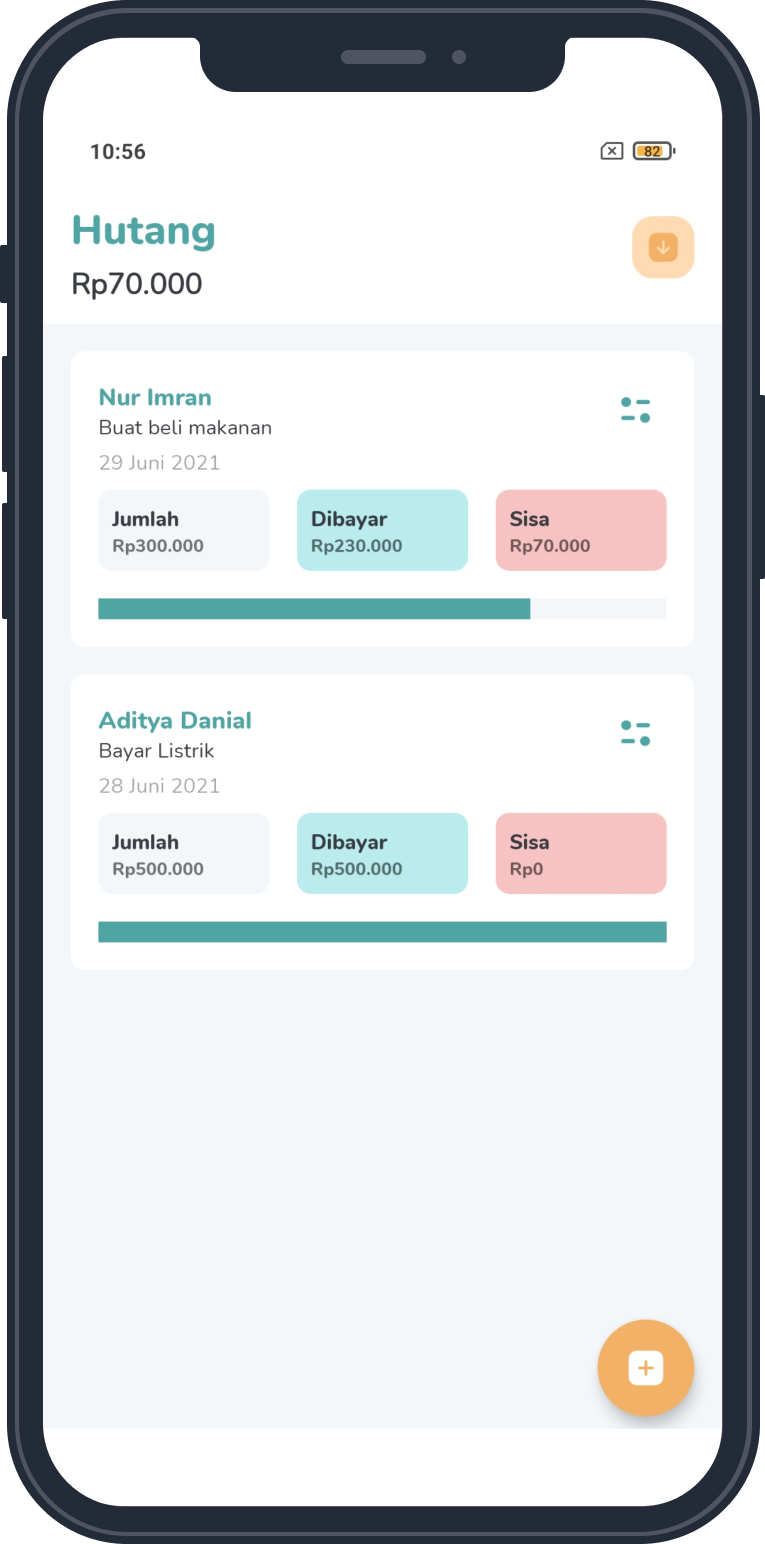 10:56
82
Hutang
Rp70.000
Nur Imran
Buat beli makanan
29 Juni 2021
Jumlah Dibayar Sisa
Rp300.000 Rp230.000 Rp70.000
Aditya Danial
Bayar Listrik
28 Juni 2021
Jumlah Dibayar Sisa
Rp500.000 Rp500.000 Rp0